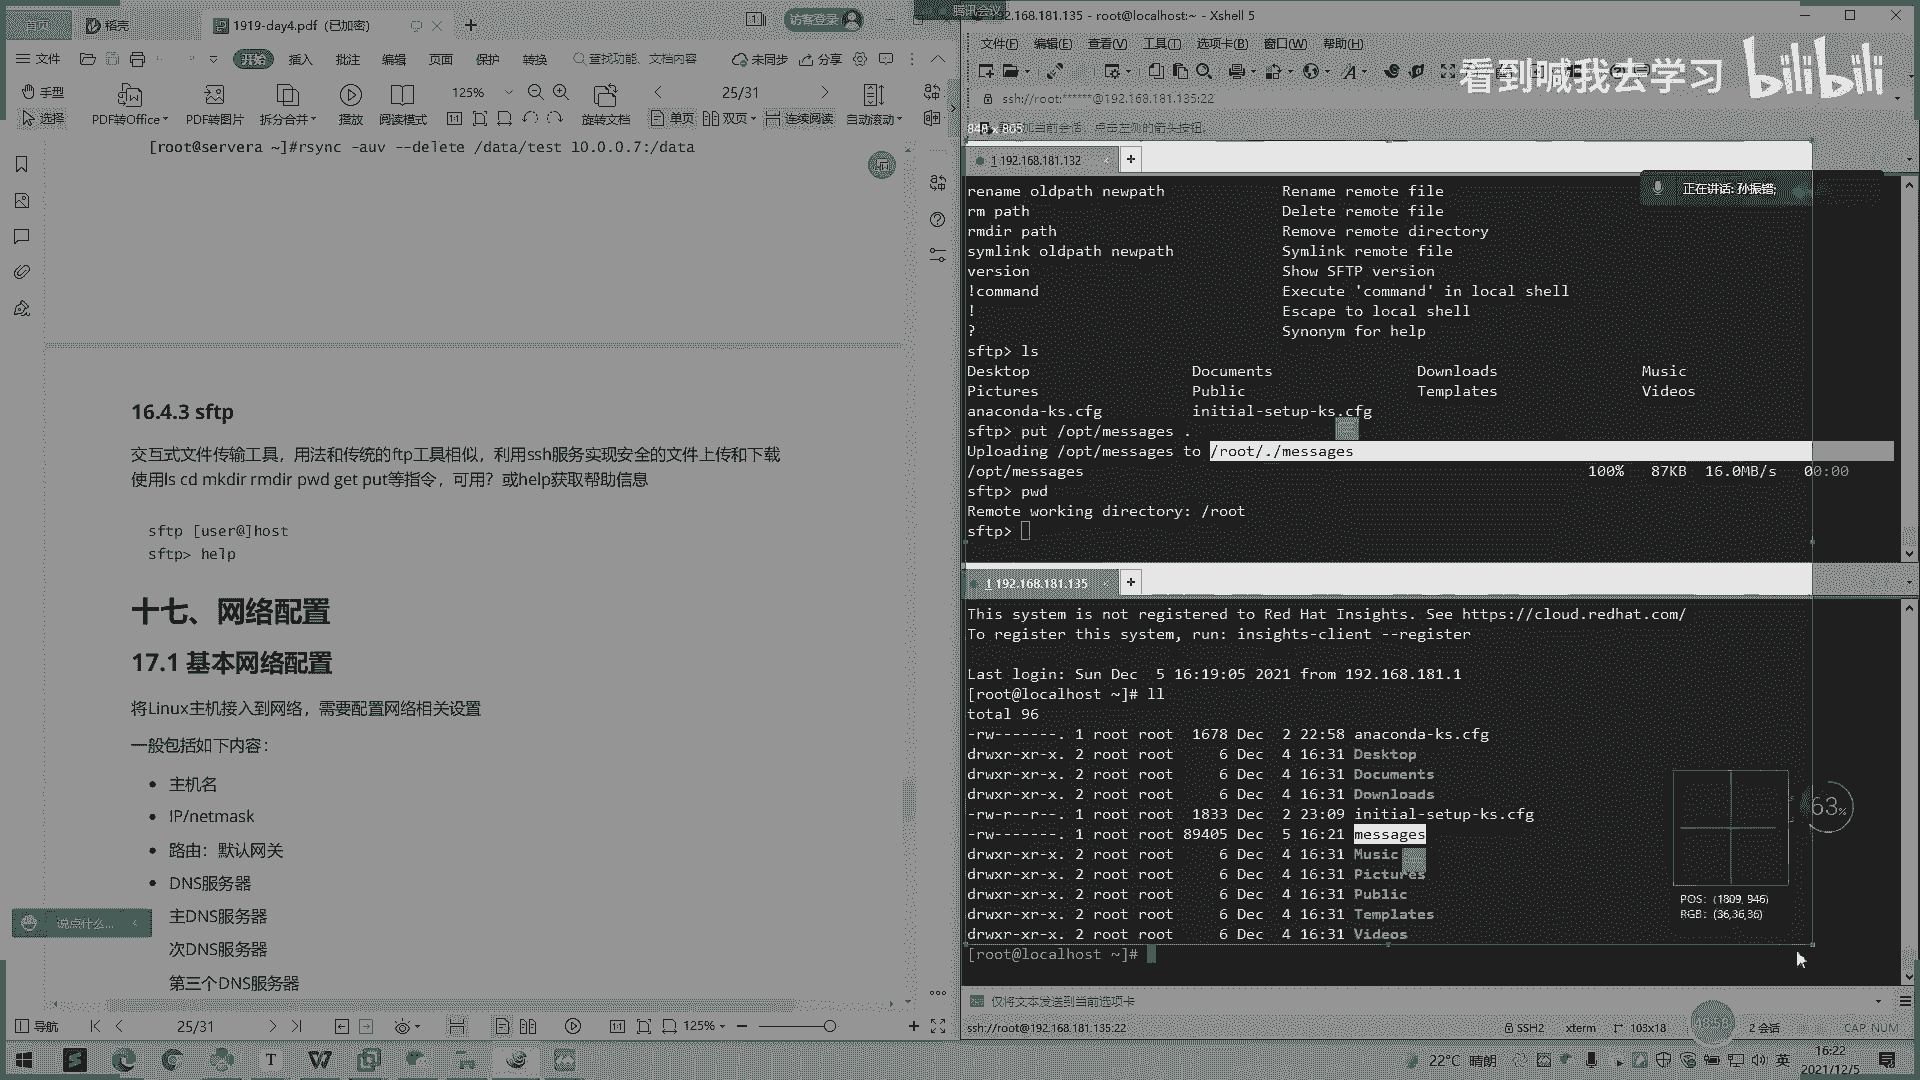 首页
稻壳
1919-day4.pdf (已加密)
访客登录
文件
开始
插入
批注
编辑
页面
保护
转换
查找功能、文档内容
未同步
分享
手型
选择
PDF转Office
PDF转图片
拆分合并
播放
阅读模式
125%
旋转文档
25/31
单页
双页
连续阅读
自动滚动
[root@servera ~]#rsync -auv --delete /data/test 10.0.0.7:/data
16.4.3 sftp
交互式文件传输工具，用法和传统的ftp工具相似，利用ssh服务实现安全的文件上传和下载
使用ls cd mkdir rmdir pwd get put等指令，可用？或help获取帮助信息
sftp [user@]host
sftp> help
十七、网络配置
17.1 基本网络配置
将Linux主机接入到网络，需要配置网络相关设置
一般包括如下内容：
主机名
IP/netmask
路由：默认网关
DNS服务器
主DNS服务器
次DNS服务器
第三个DNS服务器
说点什么...
导航
25/31
125%
腾讯会议
192.168.181.135 - root@localhost:~ - Xshell 5
文件(F) 编辑(E) 查看(V) 工具(T) 选项卡(B) 窗口(W) 帮助(H)
看到喊我去学习 bilibili
ssh://root:******@192.168.181.135:22
加当前会话，点击左侧的箭头按钮。
1 192.168.181.132
正在讲话: 孙振锴;
rename oldpath newpath Rename remote file
rm path Delete remote file
rmdir path Remove remote directory
symlink oldpath newpath Symlink remote file
version Show SFTP version
!command Execute 'command' in local shell
! Escape to local shell
? Synonym for help
sftp> ls
Desktop Documents Downloads Music
Pictures Public Templates Videos
anaconda-ks.cfg initial-setup-ks.cfg
sftp> put /opt/messages .
Uploading /opt/messages to /root/./messages
/opt/messages 100% 87KB 16.0MB/s 00:00
sftp> pwd
Remote working directory: /root
sftp>
1 192.168.181.135
This system is not registered to Red Hat Insights. See https://cloud.redhat.com/
To register this system, run: insights-client --register
Last login: Sun Dec  5 16:19:05 2021 from 192.168.181.1
[root@localhost ~]# ll
total 96
-rw-------. 1 root root  1678 Dec  2 22:58 anaconda-ks.cfg
drwxr-xr-x. 2 root root     6 Dec  4 16:31 Desktop
drwxr-xr-x. 2 root root     6 Dec  4 16:31 Documents
drwxr-xr-x. 2 root root     6 Dec  4 16:31 Downloads
-rw-r--r--. 1 root root  1833 Dec  2 23:09 initial-setup-ks.cfg
-rw-------. 1 root root 89405 Dec  5 16:21 messages
drwxr-xr-x. 2 root root     6 Dec  4 16:31 Music
drwxr-xr-x. 2 root root     6 Dec  4 16:31 Pictures
drwxr-xr-x. 2 root root     6 Dec  4 16:31 Public
drwxr-xr-x. 2 root root     6 Dec  4 16:31 Templates
drwxr-xr-x. 2 root root     6 Dec  4 16:31 Videos
[root@localhost ~]#
63%
POS: (1809, 946)
RGB: (36,36,36)
仅将文本发送到当前选项卡
ssh://root@192.168.181.135:22
SSH2
xterm
103x18
2 会话
CAP NUM
22°C 晴朗
英
16:22
2021/12/5